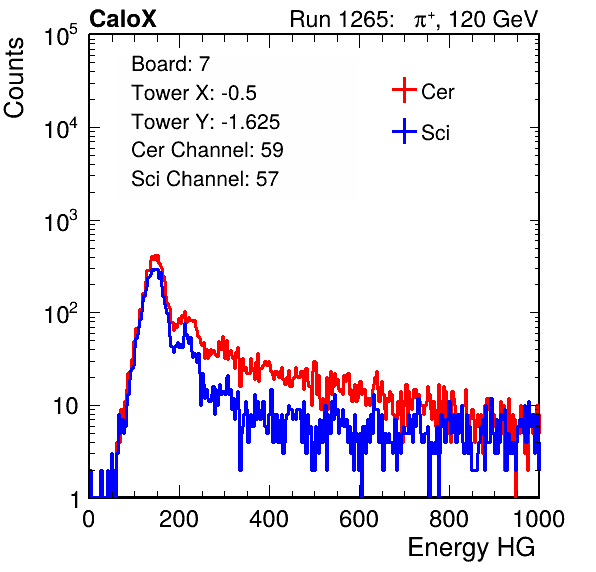 CaloX Run 1265: π⁺, 120 GeV
Counts
10⁵
10⁴
10³
10²
10
1
Board: 7
Tower X: -0.5
Tower Y: -1.625
Cer Channel: 59
Sci Channel: 57
Cer
Sci
0 200 400 600 800 1000
Energy HG